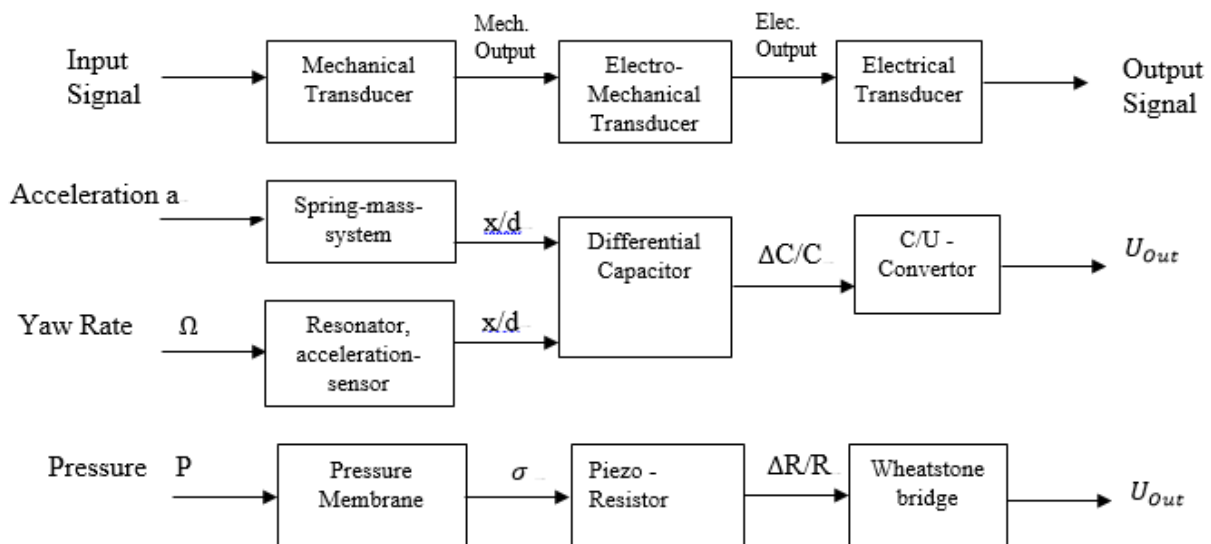 Input
Signal
Mechanical
Transducer
Mech.
Output
Electro-
Mechanical
Transducer
Elec.
Output
Electrical
Transducer
Output
Signal
Acceleration a
Spring-mass-
system
x/d
Differential
Capacitor
ΔC/C
C/U -
Convertor
U_Out
Yaw Rate Ω
Resonator,
acceleration-
sensor
x/d
Pressure P
Pressure
Membrane
σ
Piezo -
Resistor
ΔR/R
Wheatstone
bridge
U_Out